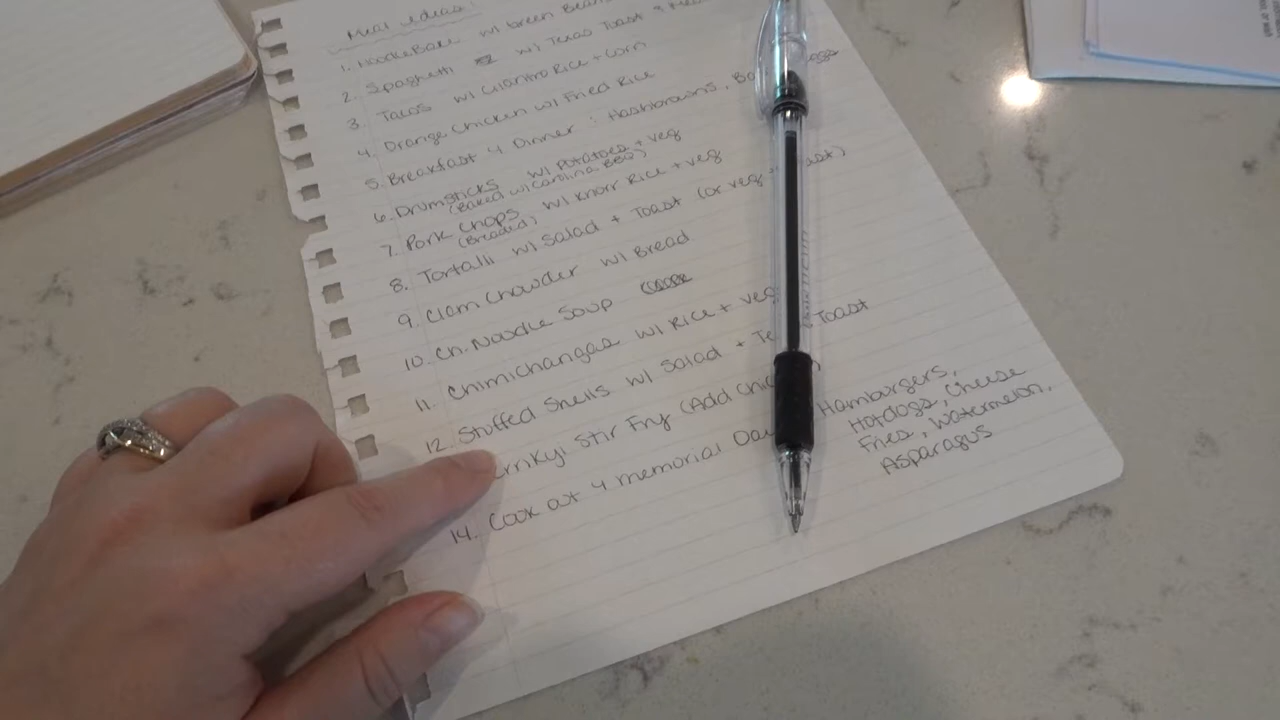 Meal ideas!
1. Noodle Bake w/ Green Beans
2. Spaghetti w/ Texas Toast +
3. Tacos w/ Cilantro Rice + Corn
4. Orange Chicken w/ Fried Rice
5. Breakfast 4 Dinner : Hashbrowns,
6. Drumsticks w/ Potatoes + veg
(Baked w/ Carolina BBQ)
7. Pork Chops w/ Knorr Rice + veg
(Breaded)
8. Tortalli w/ Salad + Toast (or veg
9. Clam Chowder w/ Bread
10. Ch. Noodle Soup
11. Chimichangas w/ Rice + veg
12. Stuffed Shells w/ Salad + Toast
Stir Fry (Add
14. Cook out 4 memorial Day
Hamburgers,
Hotdogs, Cheese
Fries, Watermelon,
Asparagus